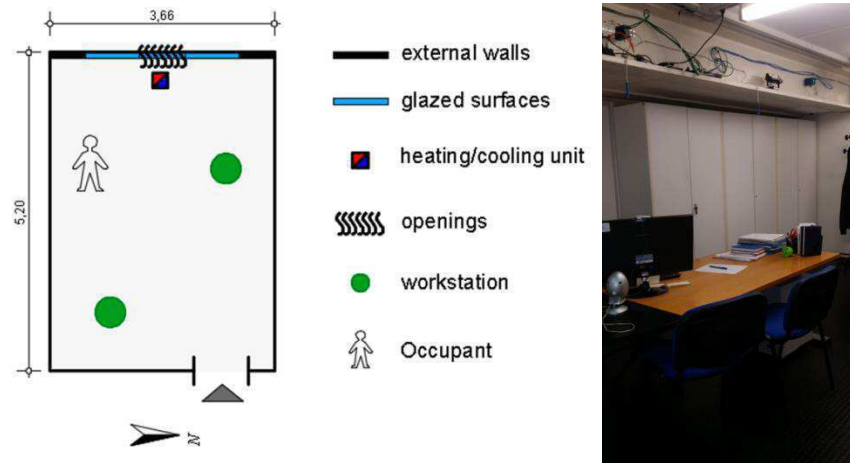 3,66
5,20
N
external walls
glazed surfaces
heating/cooling unit
openings
workstation
Occupant